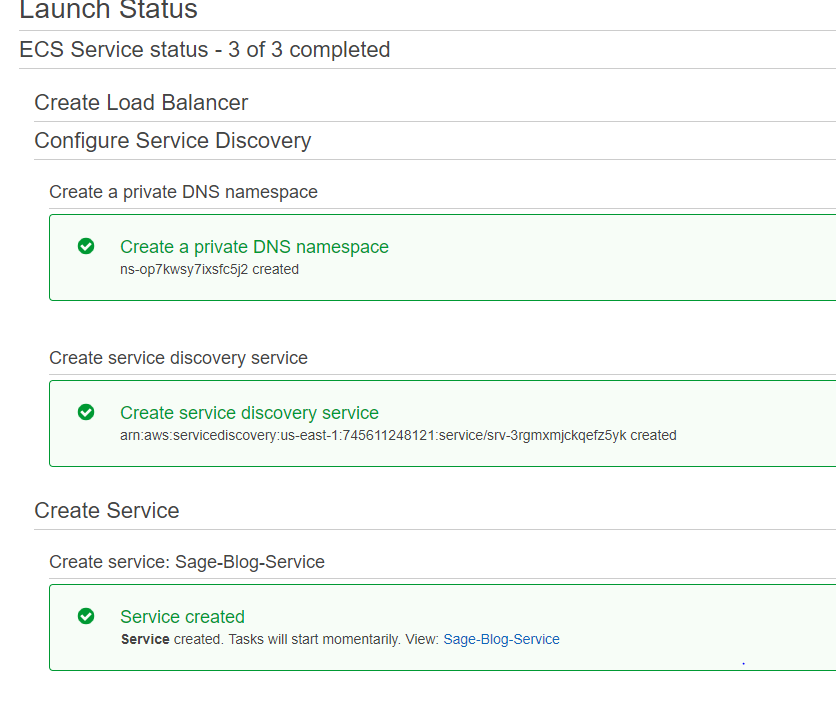 Launch Status
ECS Service status - 3 of 3 completed
Create Load Balancer
Configure Service Discovery
Create a private DNS namespace
Create a private DNS namespace
ns-op7kwsy7ixsfc5j2 created
Create service discovery service
Create service discovery service
arn:aws:servicediscovery:us-east-1:745611248121:service/srv-3rgmxmjckqefz5yk created
Create Service
Create service: Sage-Blog-Service
Service created
Service created. Tasks will start momentarily. View: Sage-Blog-Service